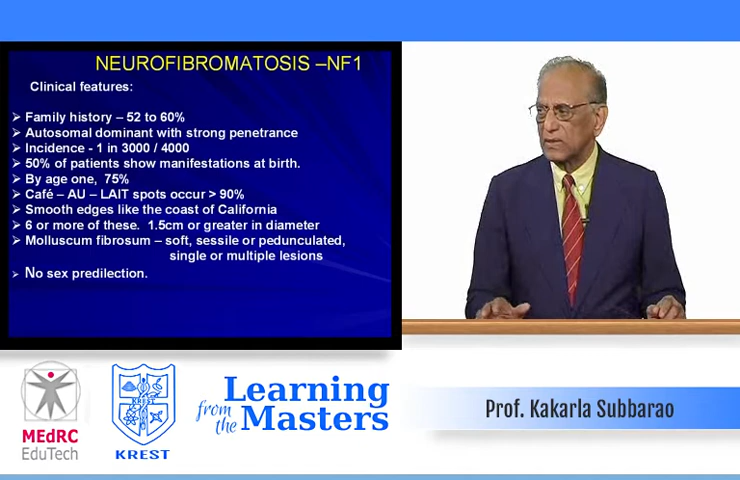 NEUROFIBROMATOSIS –NF1
Clinical features:
➢ Family history – 52 to 60%
➢ Autosomal dominant with strong penetrance
➢ Incidence - 1 in 3000 / 4000
➢ 50% of patients show manifestations at birth.
➢ By age one, 75%
➢ Café – AU – LAIT spots occur > 90%
➢ Smooth edges like the coast of California
➢ 6 or more of these. 1.5cm or greater in diameter
➢ Molluscum fibrosum – soft, sessile or pedunculated,
single or multiple lesions
➢ No sex predilection.
MEdRC
EduTech
KREST
KREST
Learning
from the
Masters
Prof. Kakarla Subbarao